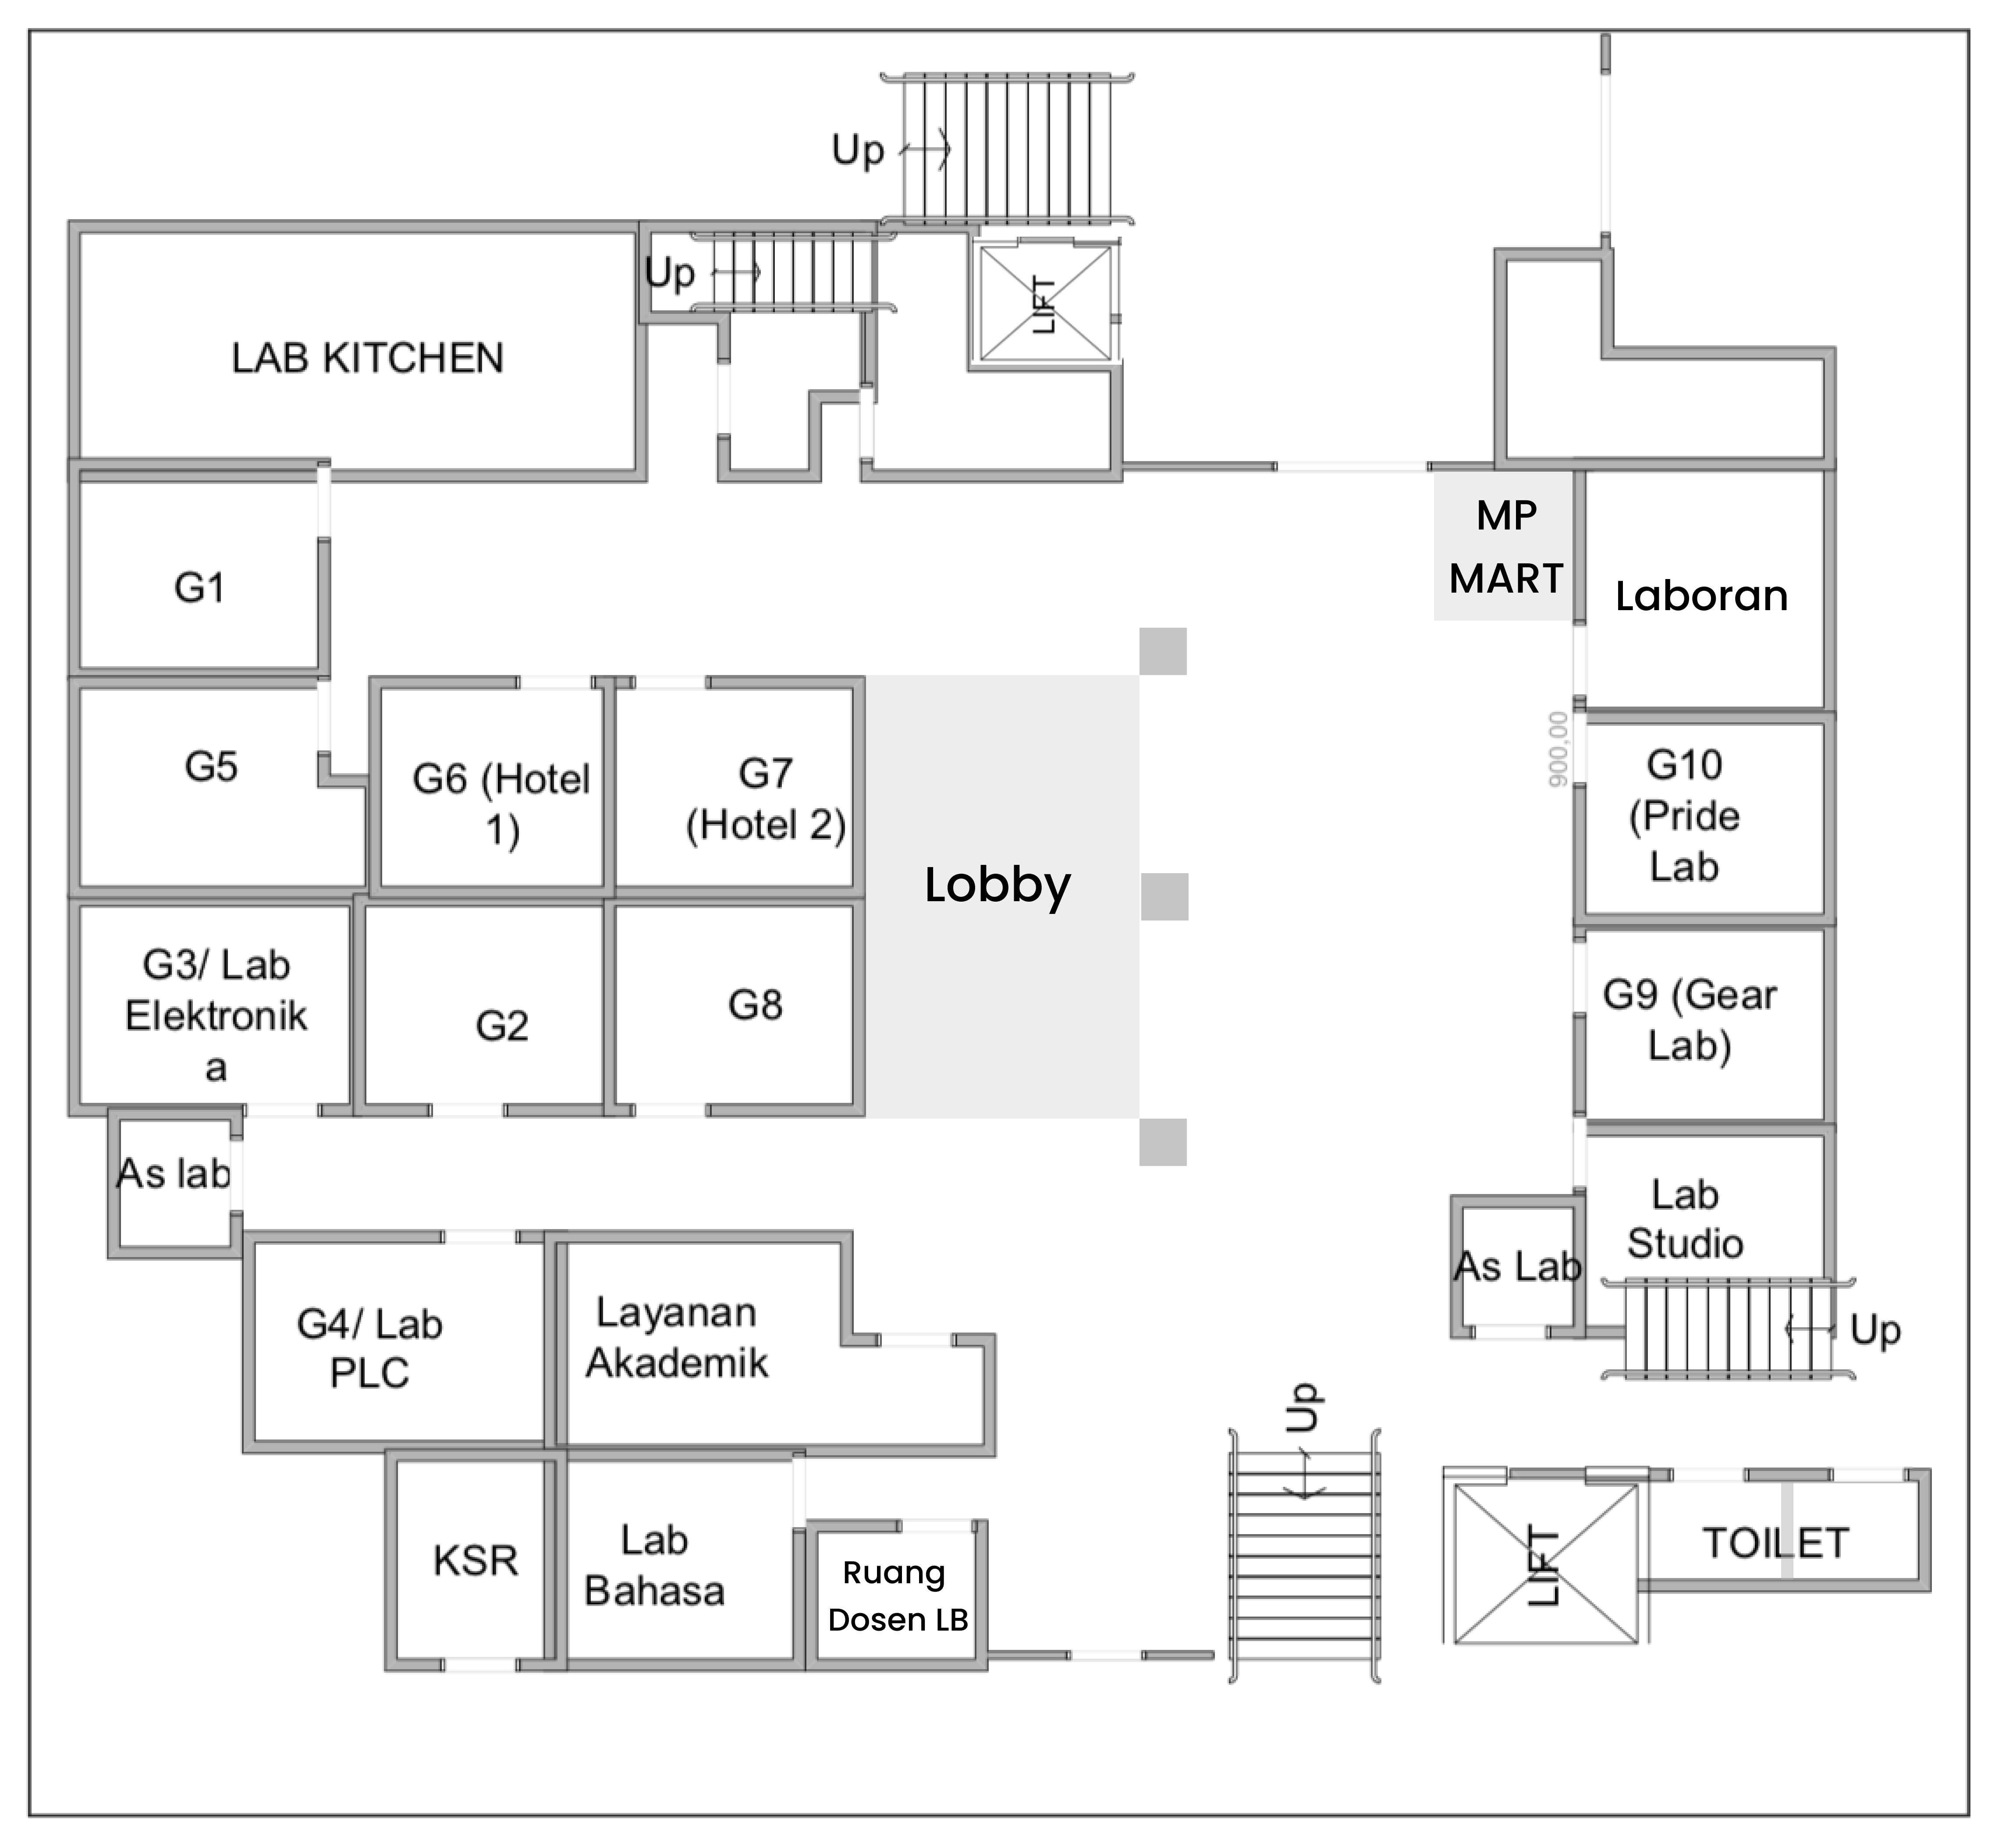 Up
Up
LIFT
LAB KITCHEN
MP
MART
G1
Laboran
G5
G6 (Hotel
1)
G7
(Hotel 2)
900,00
G10
(Pride
Lab
Lobby
G3/ Lab
Elektronik
a
G2
G8
G9 (Gear
Lab)
As lab
Lab
Studio
As Lab
Up
G4/ Lab
PLC
Layanan
Akademik
Up
KSR
Lab
Bahasa
Ruang
Dosen LB
LIFT
TOILET